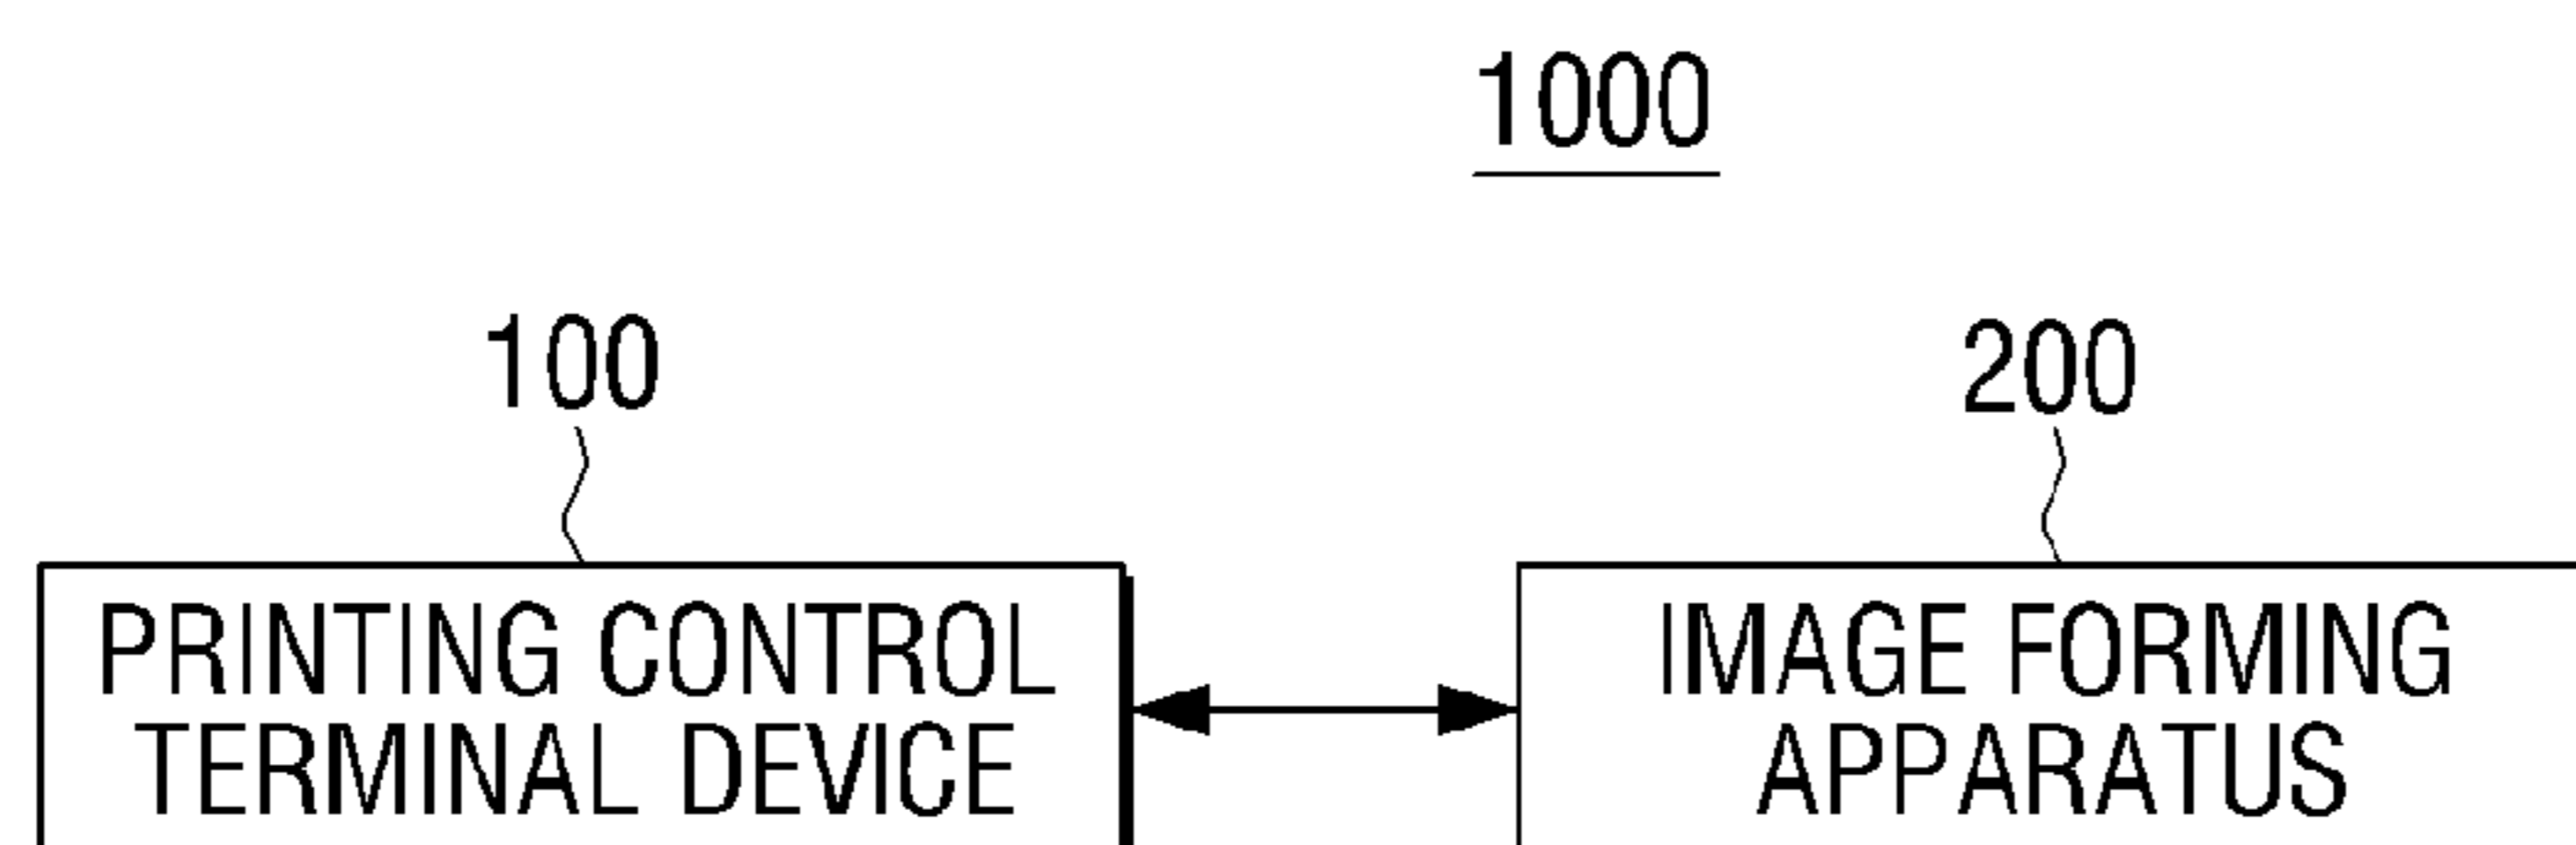 1000
100
200
PRINTING CONTROL
TERMINAL DEVICE
IMAGE FORMING
APPARATUS